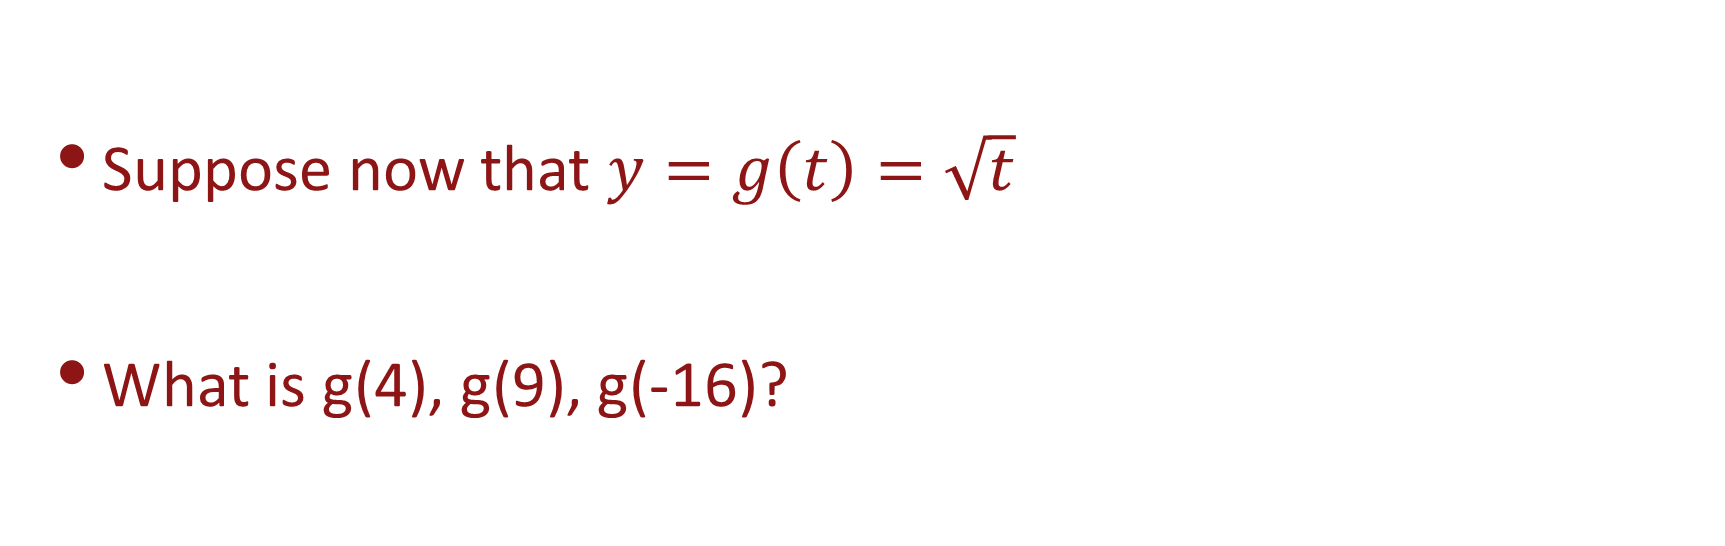 • Suppose now that 𝑦 = 𝑔(𝑡) = √𝑡
• What is g(4), g(9), g(-16)?